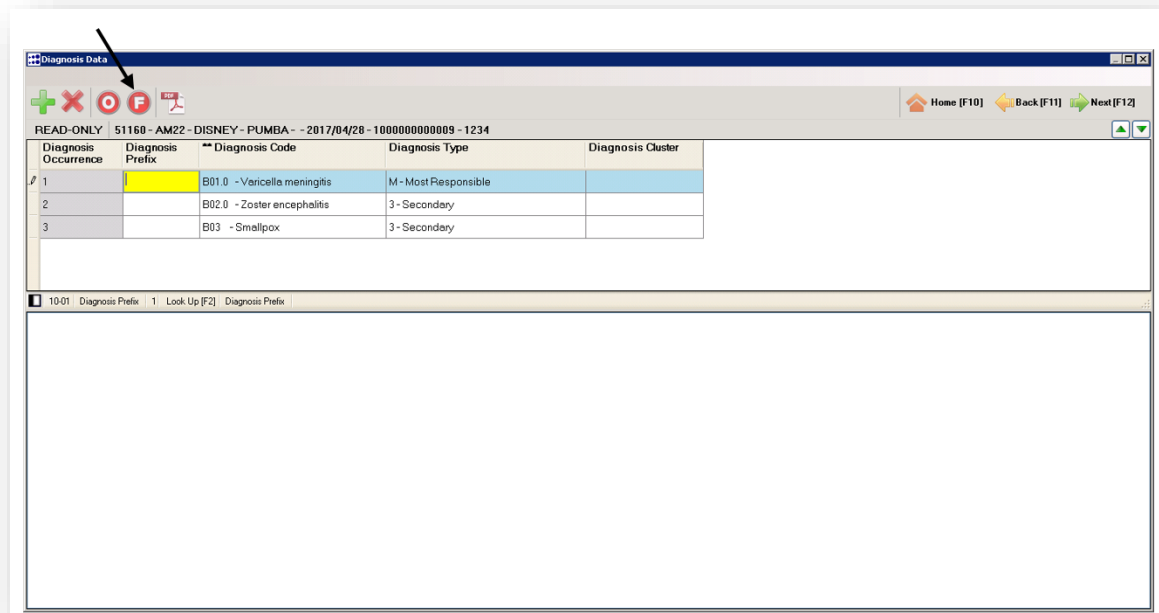 Diagnosis Data
O F PDF
Home [F10] Back [F11] Next [F12]
READ-ONLY 51160 - AM22 - DISNEY - PUMBA - - 2017/04/28 - 1000000000009 - 1234
Diagnosis Occurrence Diagnosis Prefix ** Diagnosis Code Diagnosis Type Diagnosis Cluster
1 B01.0 - Varicella meningitis M - Most Responsible
2 B02.0 - Zoster encephalitis 3 - Secondary
3 B03 - Smallpox 3 - Secondary
10-01 Diagnosis Prefix 1 Look Up [F2] Diagnosis Prefix